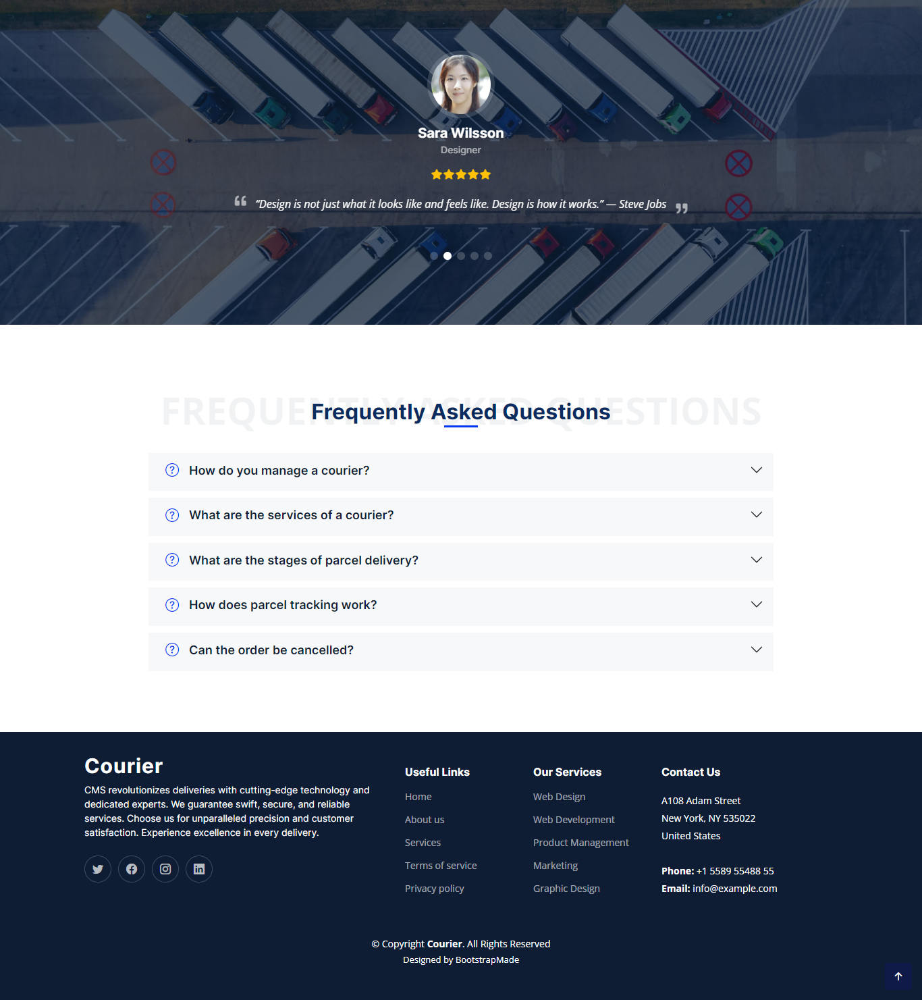 Sara Wilsson
Designer
“Design is not just what it looks like and feels like. Design is how it works.” — Steve Jobs
FREQUENTLY ASKED QUESTIONS
Frequently Asked Questions
How do you manage a courier?
What are the services of a courier?
What are the stages of parcel delivery?
How does parcel tracking work?
Can the order be cancelled?
Courier
CMS revolutionizes deliveries with cutting-edge technology and
dedicated experts. We guarantee swift, secure, and reliable
services. Choose us for unparalleled precision and customer
satisfaction. Experience excellence in every delivery.
Useful Links
Home
About us
Services
Terms of service
Privacy policy
Our Services
Web Design
Web Development
Product Management
Marketing
Graphic Design
Contact Us
A108 Adam Street
New York, NY 535022
United States
Phone: +1 5589 55488 55
Email: info@example.com
© Copyright Courier. All Rights Reserved
Designed by BootstrapMade